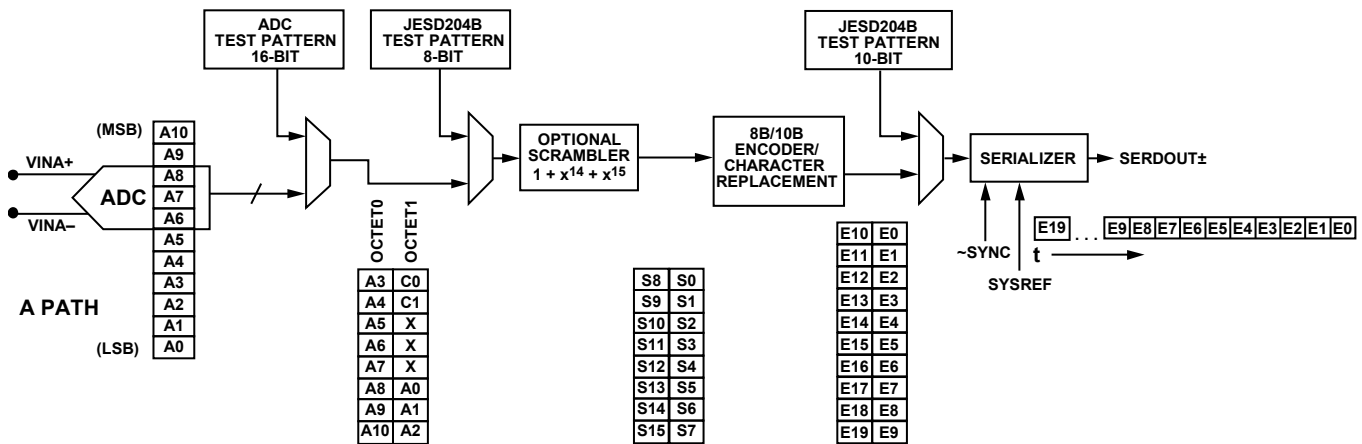 ADC
TEST PATTERN
16-BIT
JESD204B
TEST PATTERN
8-BIT
JESD204B
TEST PATTERN
10-BIT
(MSB)
A10
A9
A8
A7
A6
A5
A4
A3
A2
A1
A0
(LSB)
VINA+
ADC
VINA–
A PATH
OCTET0
OCTET1
A3 C0
A4 C1
A5 X
A6 X
A7 X
A8 A0
A9 A1
A10 A2
OPTIONAL
SCRAMBLER
1 + x14 + x15
S8 S0
S9 S1
S10 S2
S11 S3
S12 S4
S13 S5
S14 S6
S15 S7
8B/10B
ENCODER/
CHARACTER
REPLACEMENT
E10 E0
E11 E1
E12 E2
E13 E3
E14 E4
E15 E5
E16 E6
E17 E7
E18 E8
E19 E9
SERIALIZER
SERDOUT±
~SYNC
SYSREF
E19 . . . E9 E8 E7 E6 E5 E4 E3 E2 E1 E0
t